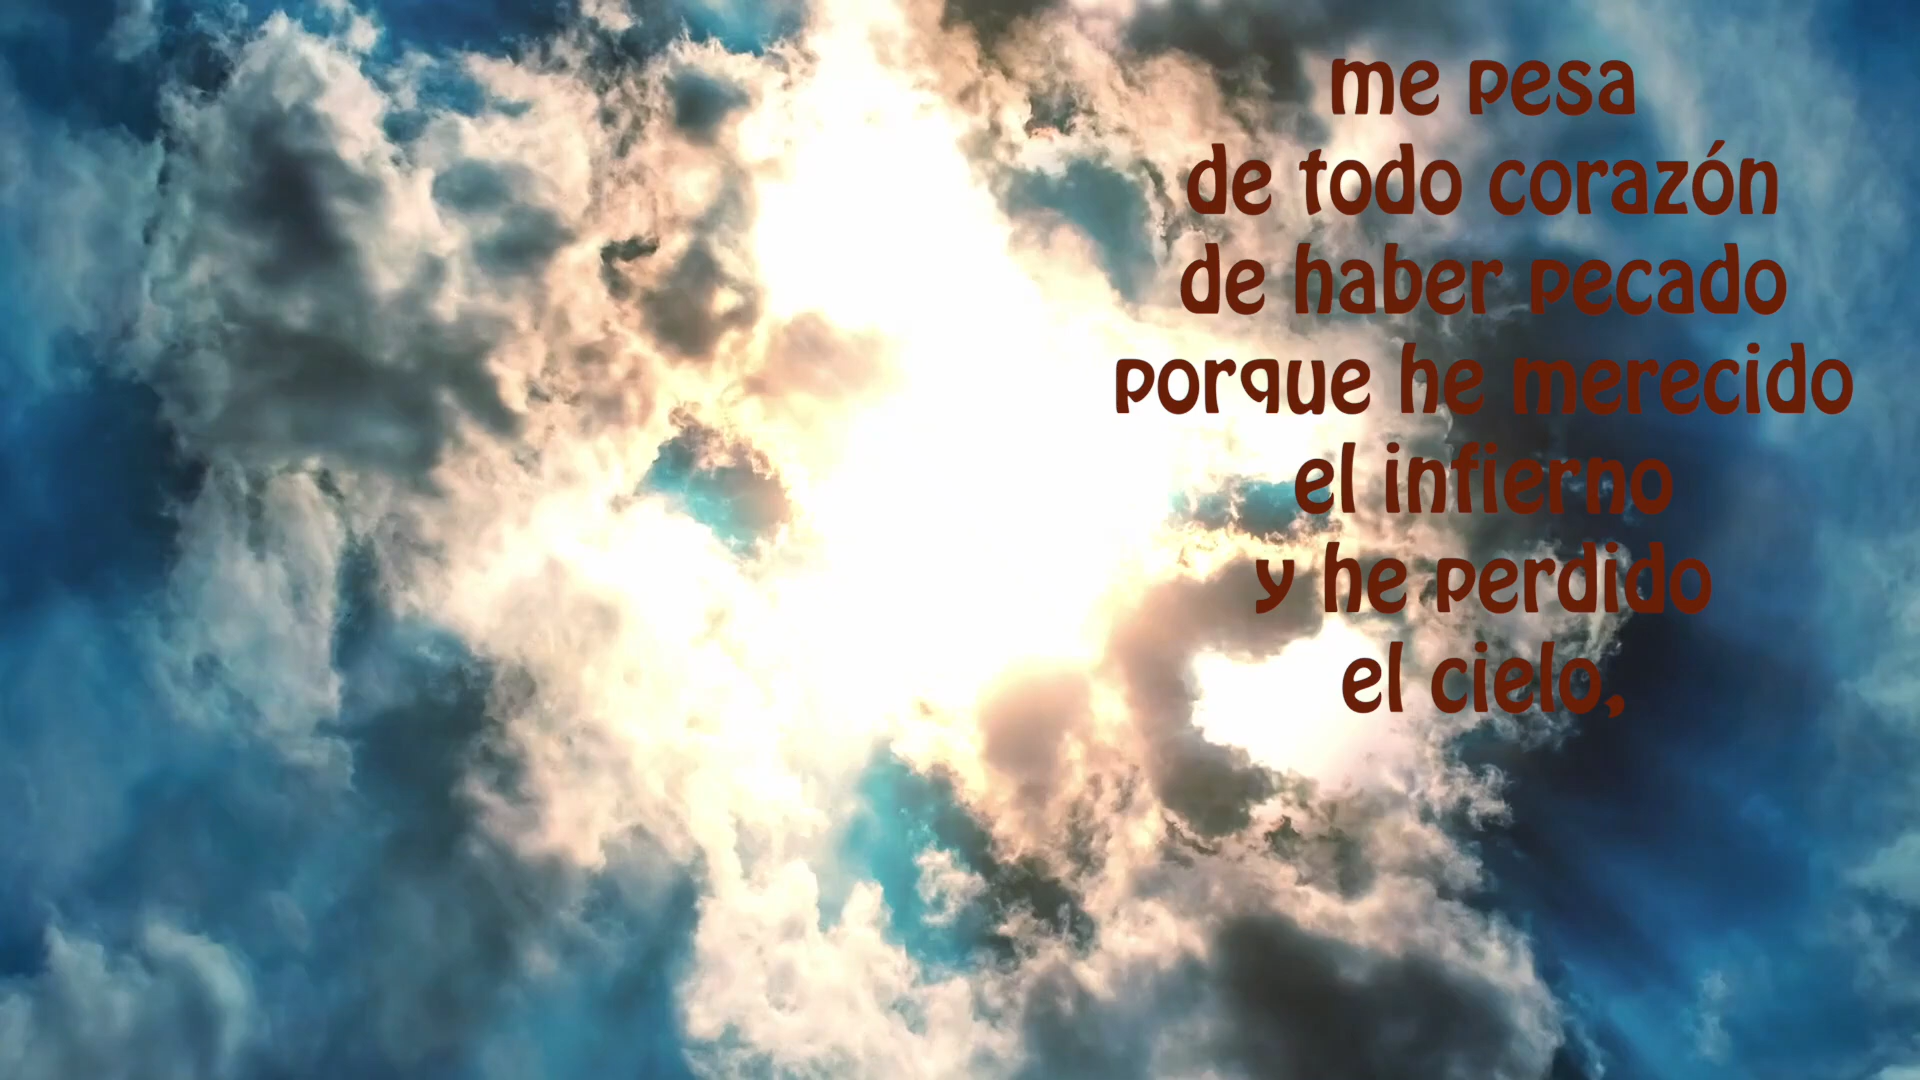 me pesa
de todo corazón
de haber pecado
porque he merecido
el infierno
y he perdido
el cielo,